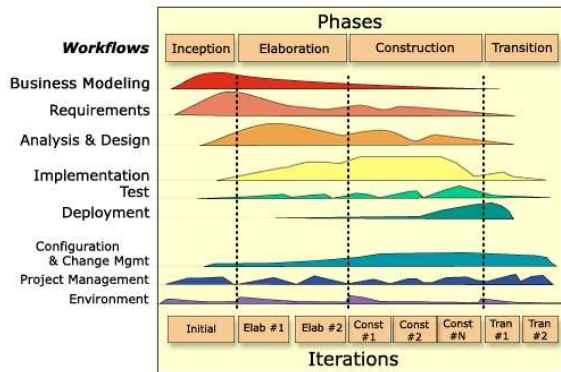 Phases
Workflows
Inception Elaboration Construction Transition
Business Modeling
Requirements
Analysis & Design
Implementation
Test
Deployment
Configuration
& Change Mgmt
Project Management
Environment
Initial Elab #1 Elab #2 Const #1 Const #2 Const #N Tran #1 Tran #2
Iterations